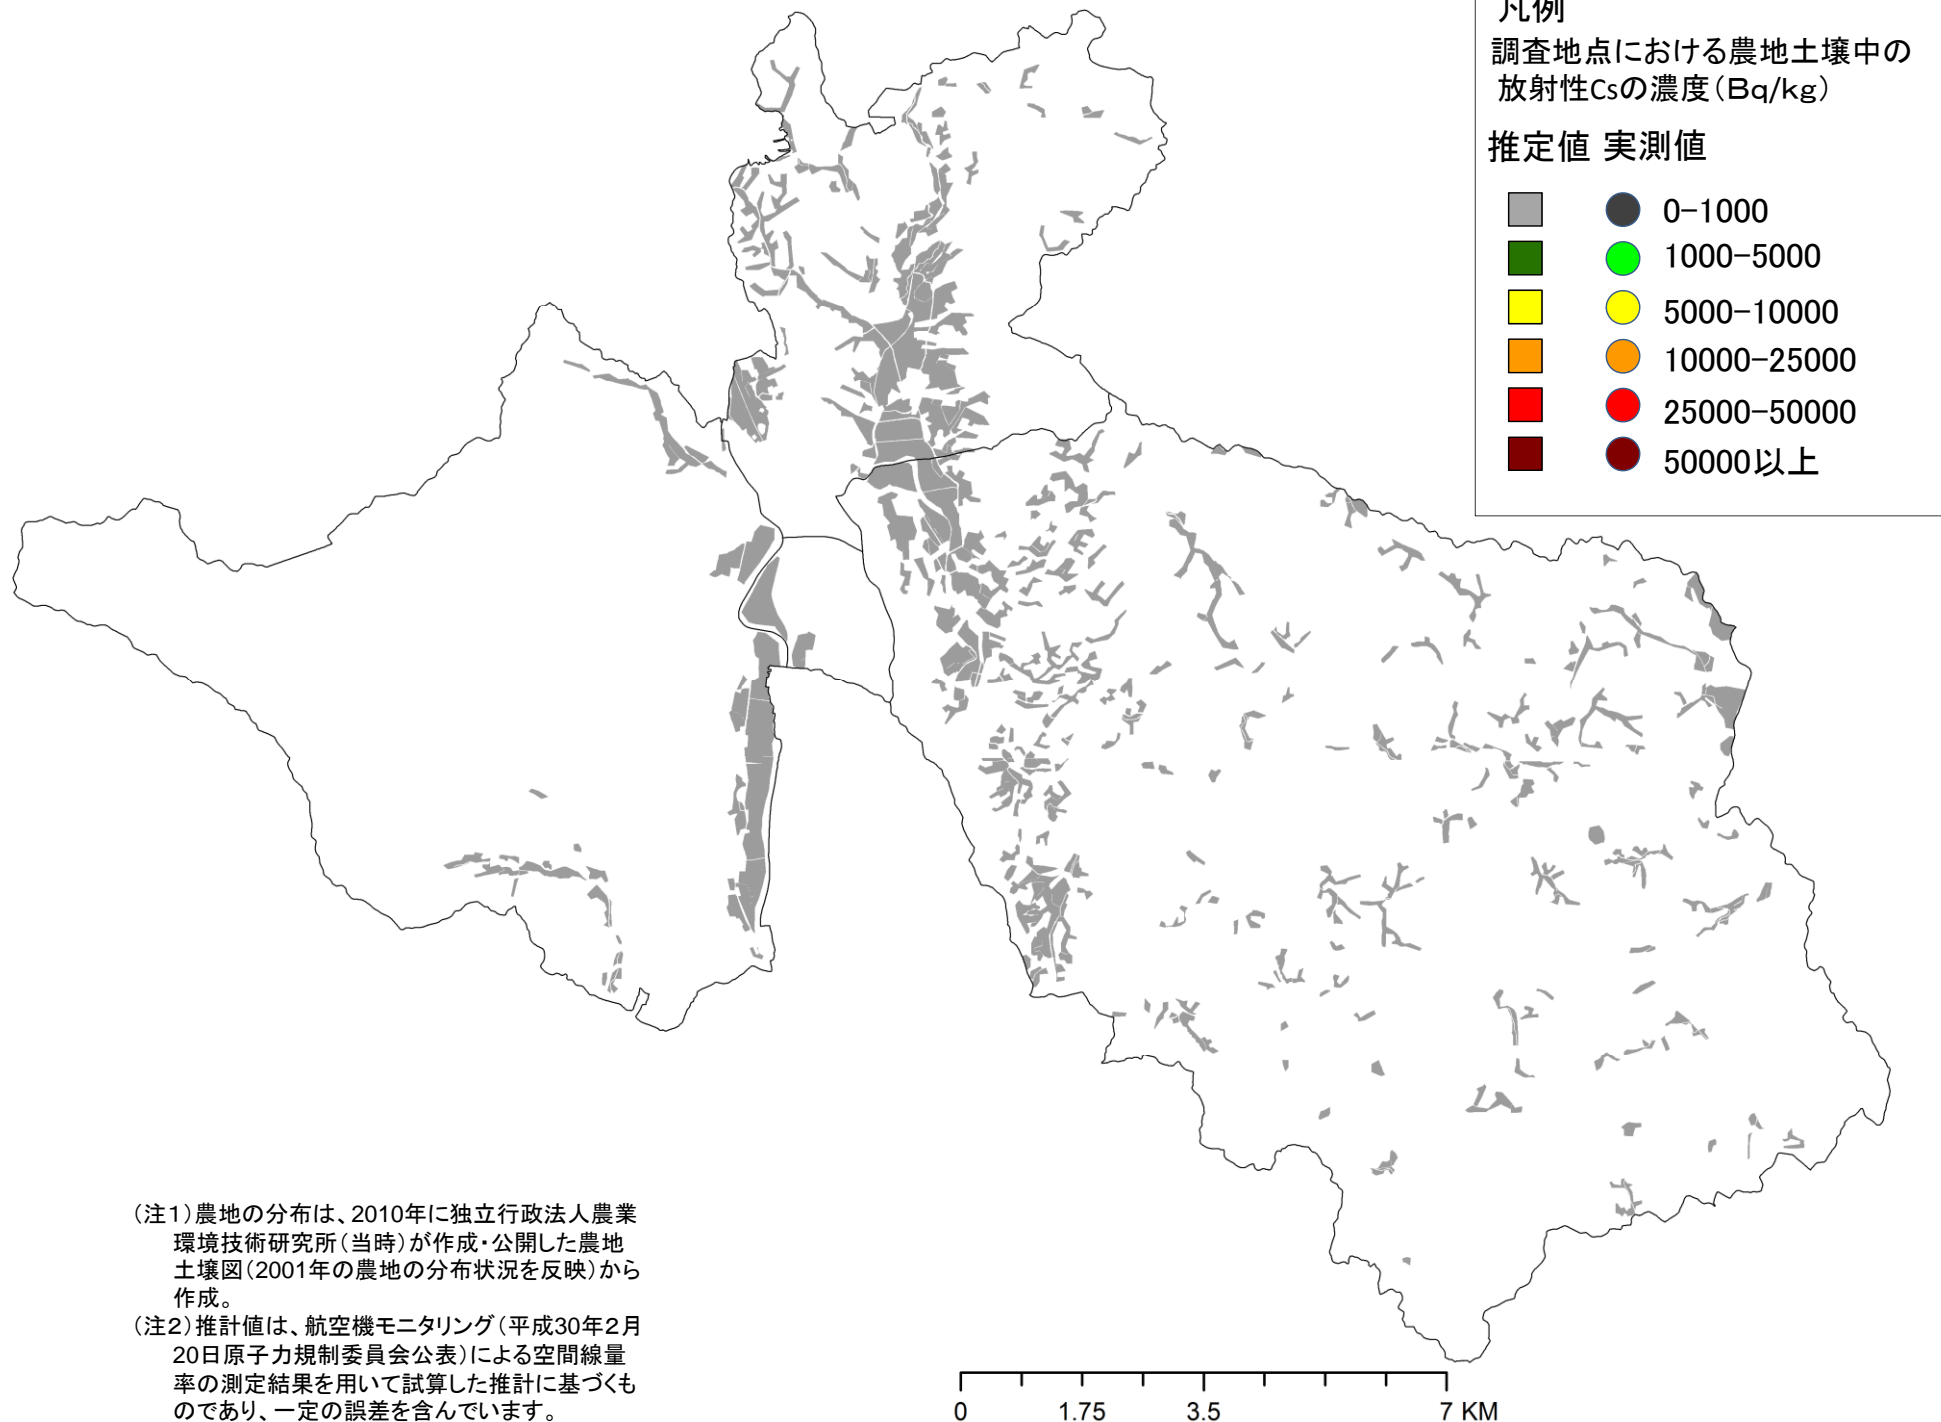 凡例
調査地点における農地土壌中の
放射性Csの濃度(Bq/kg)
推定値 実測値
0-1000
1000-5000
5000-10000
10000-25000
25000-50000
50000以上
(注1)農地の分布は、2010年に独立行政法人農業
環境技術研究所(当時)が作成・公開した農地
土壌図(2001年の農地の分布状況を反映)から
作成。
(注2)推計値は、航空機モニタリング(平成30年2月
20日原子力規制委員会公表)による空間線量
率の測定結果を用いて試算した推計に基づくも
のであり、一定の誤差を含んでいます。
0 1.75 3.5 7 KM